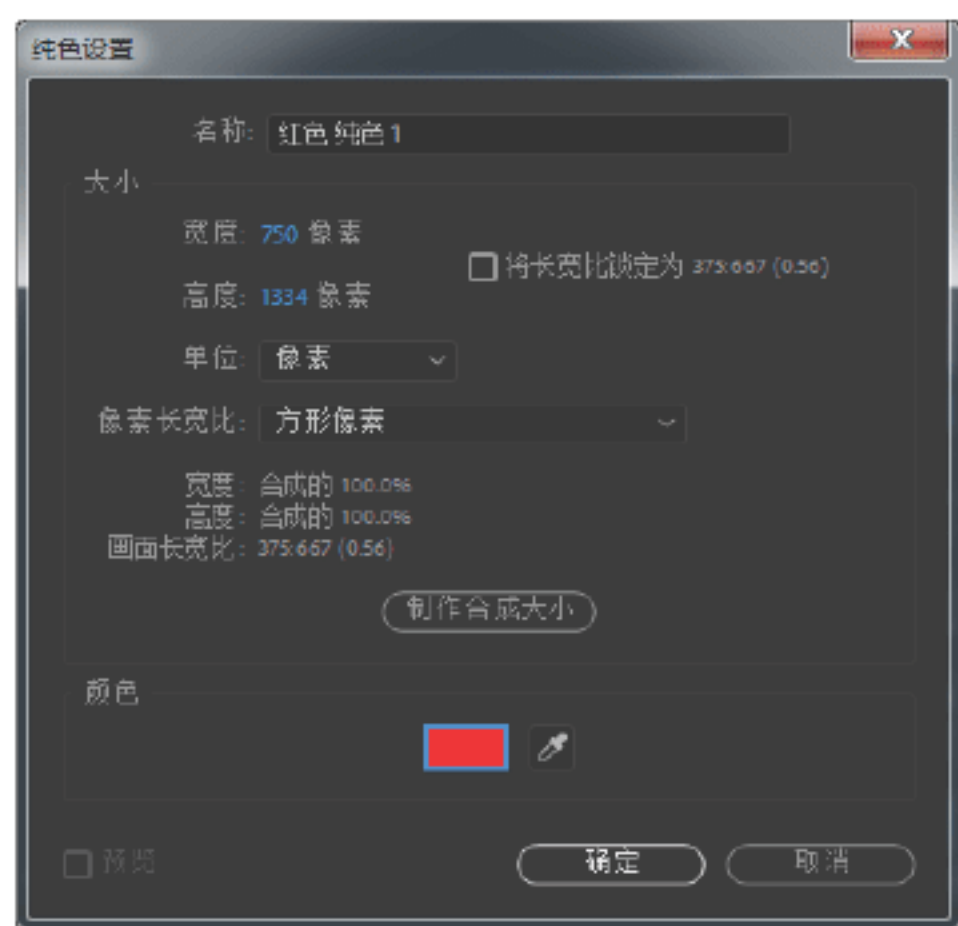 纯色设置
名称: 红色 纯色 1
大小
宽度: 750 像素
将长宽比锁定为 375:667 (0.56)
高度: 1334 像素
单位: 像素
像素长宽比: 方形像素
宽度: 合成的 100.0%
高度: 合成的 100.0%
画面长宽比: 375:667 (0.56)
制作合成大小
颜色
预览
确定
取消